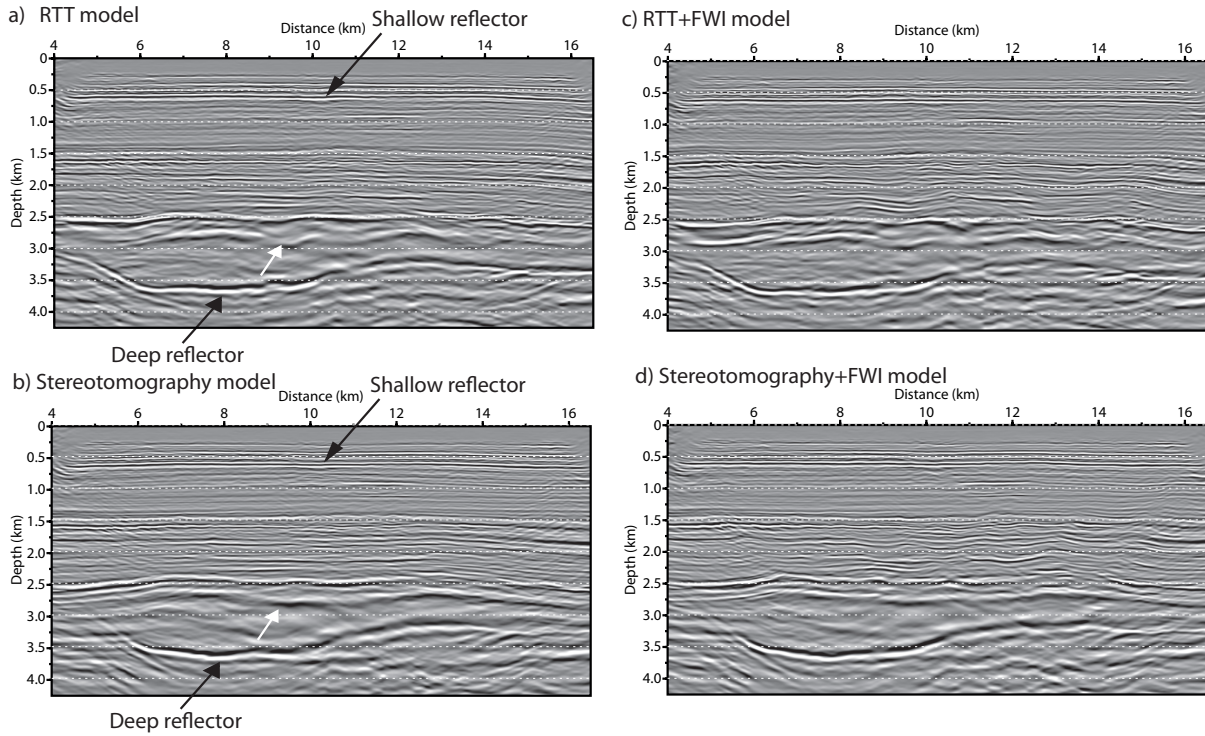 a) RTT model
Distance (km)
Shallow reflector
4 6 8 10 12 14 16
0
0.5
1.0
1.5
2.0
2.5
3.0
3.5
4.0
Depth (km)
Deep reflector
b) Stereotomography model
Distance (km)
Shallow reflector
4 6 8 10 12 14 16
0.5
1.0
1.5
2.0
2.5
3.0
3.5
4.0
Depth (km)
Deep reflector
c) RTT+FWI model
Distance (km)
4 6 8 10 12 14 16
0
0.5
1.0
1.5
2.0
2.5
3.0
3.5
4.0
Depth (km)
d) Stereotomography+FWI model
Distance (km)
4 6 8 10 12 14 16
0
0.5
1.0
1.5
2.0
2.5
3.0
3.5
4.0
Depth (km)